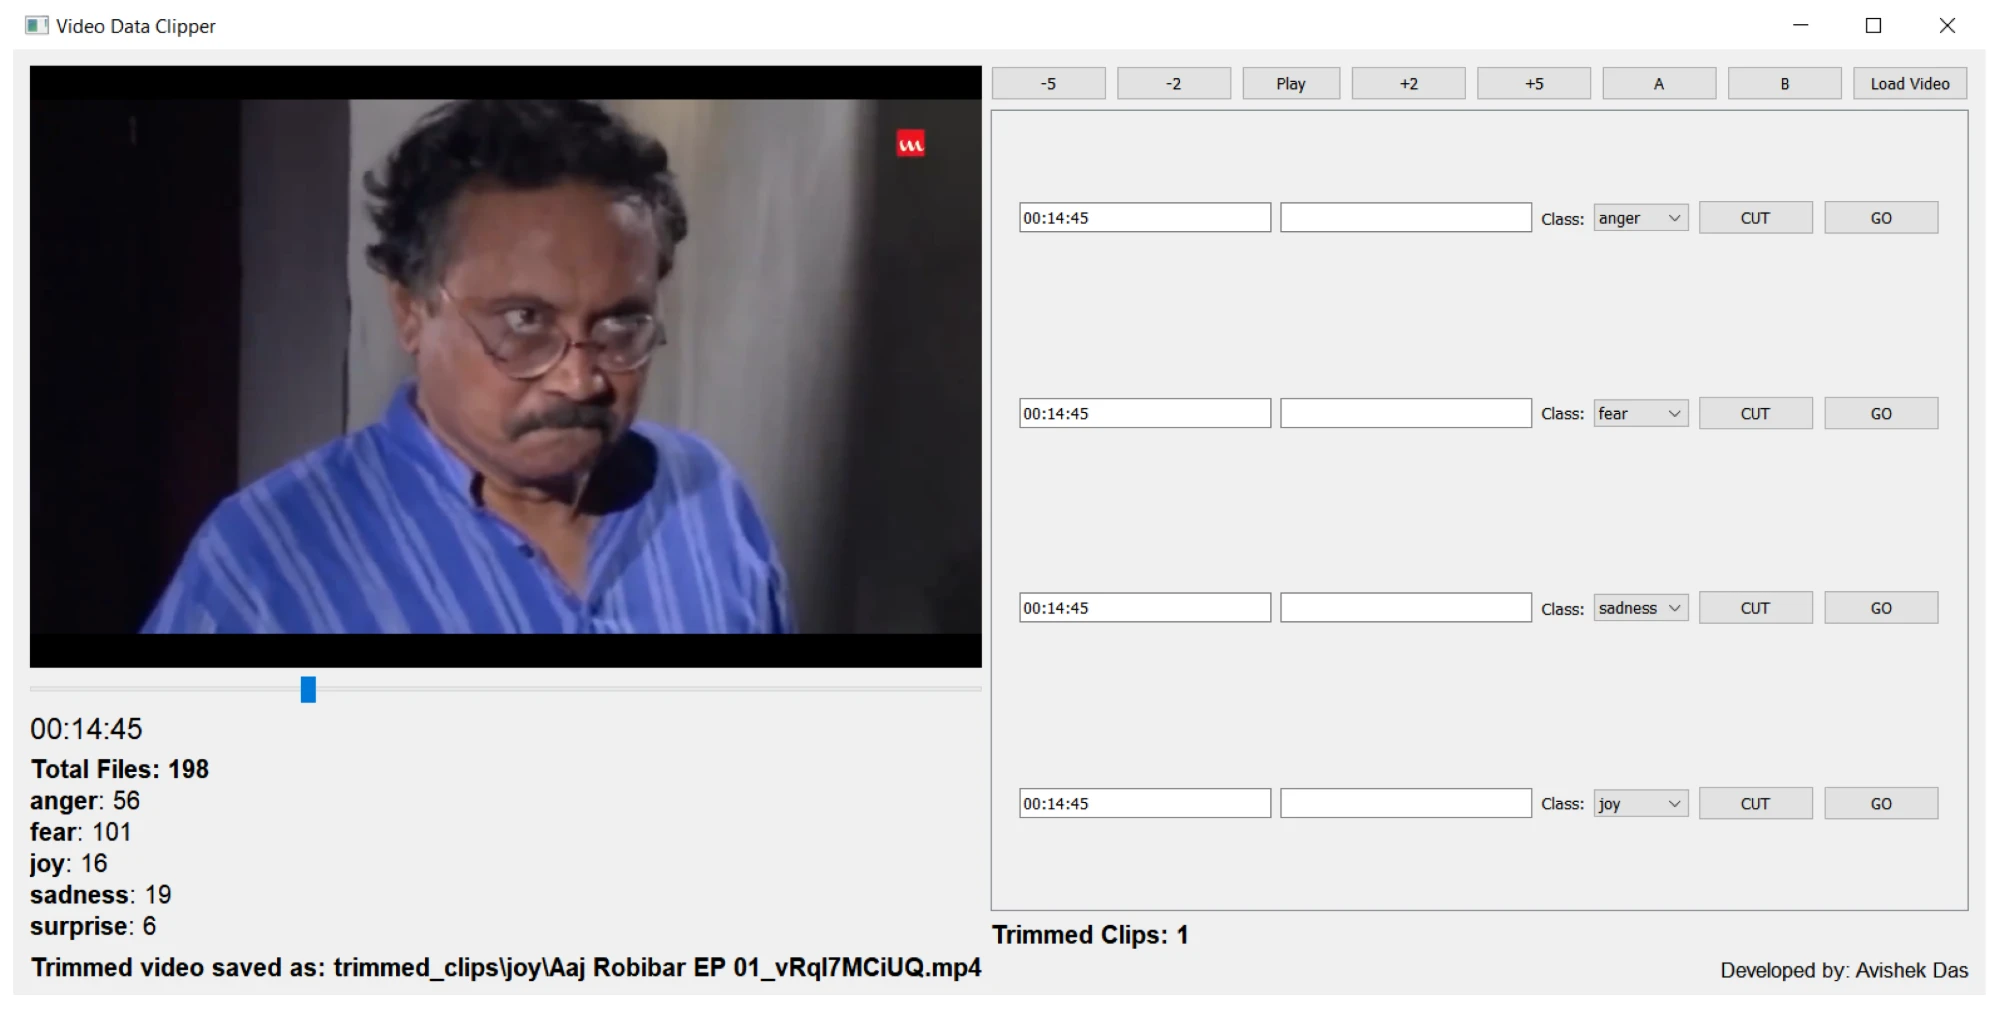 Video Data Clipper
-5 -2 Play +2 +5 A B Load Video
00:14:45 Class: anger CUT GO
00:14:45 Class: fear CUT GO
00:14:45 Class: sadness CUT GO
00:14:45 Class: joy CUT GO
00:14:45
Total Files: 198
anger: 56
fear: 101
joy: 16
sadness: 19
surprise: 6
Trimmed video saved as: trimmed_clips\joy\Aaj Robibar EP 01_vRqI7MCiUQ.mp4
Trimmed Clips: 1
Developed by: Avishek Das